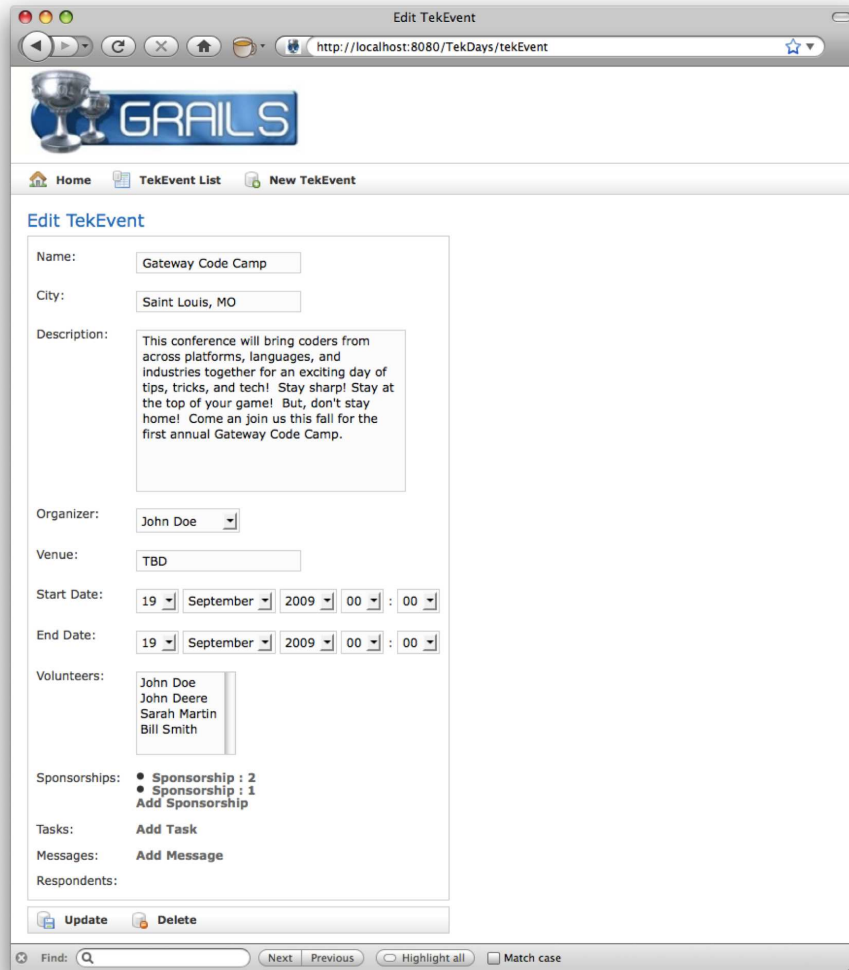 Edit TekEvent
http://localhost:8080/TekDays/tekEvent
GRAILS
Home TekEvent List New TekEvent
Edit TekEvent
Name: Gateway Code Camp
City: Saint Louis, MO
Description: This conference will bring coders from
across platforms, languages, and
industries together for an exciting day of
tips, tricks, and tech!  Stay sharp! Stay at
the top of your game!  But, don't stay
home!  Come an join us this fall for the
first annual Gateway Code Camp.
Organizer: John Doe
Venue: TBD
Start Date: 19 September 2009 00 : 00
End Date: 19 September 2009 00 : 00
Volunteers: John Doe
John Deere
Sarah Martin
Bill Smith
Sponsorships: • Sponsorship : 2
• Sponsorship : 1
Add Sponsorship
Tasks: Add Task
Messages: Add Message
Respondents:
Update Delete
Find: Next Previous Highlight all Match case